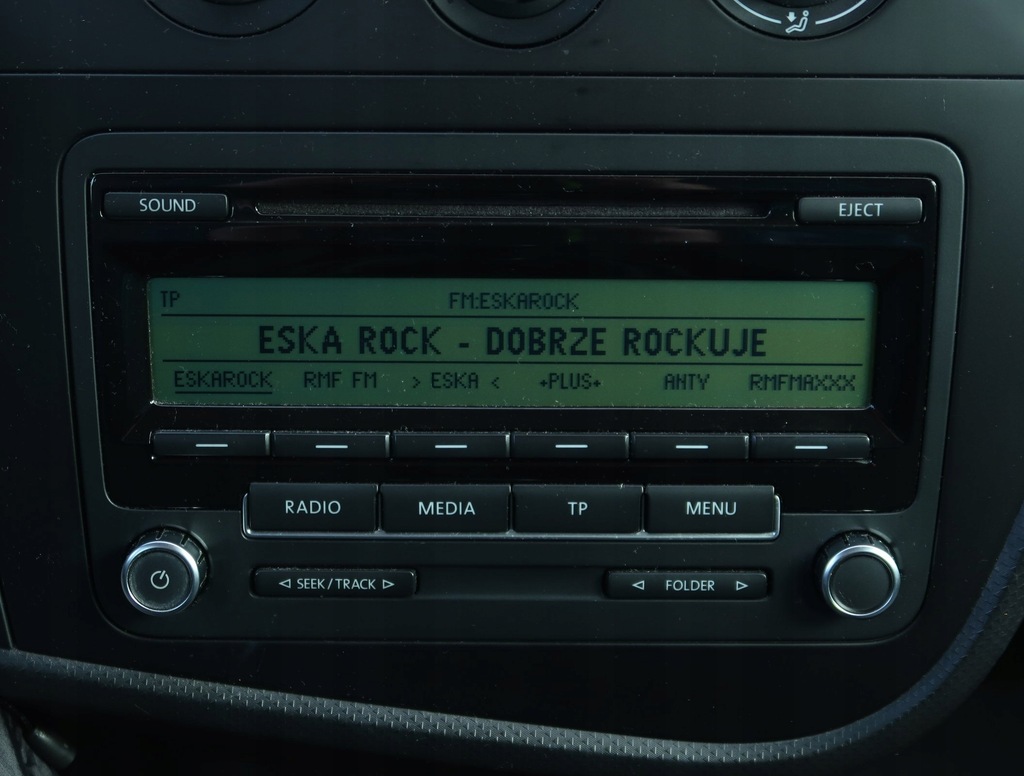 SOUND EJECT
TP FM:ESKAROCK
ESKA ROCK - DOBRZE ROCKUJE
ESKAROCK RMF FM > ESKA < +PLUS+ ANTY RMFMAXXX
RADIO MEDIA TP MENU
SEEK/TRACK FOLDER